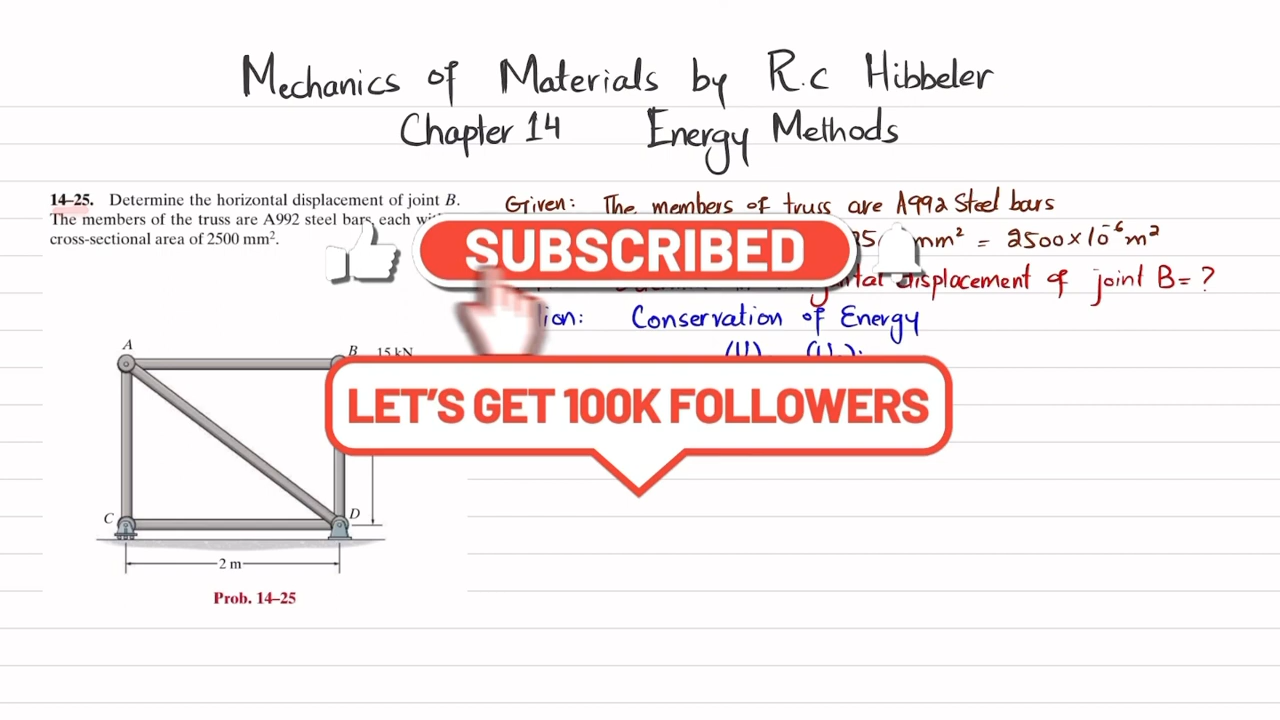 Mechanics of Materials by R.c Hibbeler
Chapter 14 Energy Methods
14-25. Determine the horizontal displacement of joint B.
The members of the truss are A992 steel bars, each
cross-sectional area of 2500 mm².
Given: The members of truss are A992 Steel bars
mm² = 2500×10⁻⁶m²
SUBSCRIBED
displacement of joint B= ?
Conservation of Energy
LET'S GET 100K FOLLOWERS
A
B
15 kN
C
D
2 m
Prob. 14-25